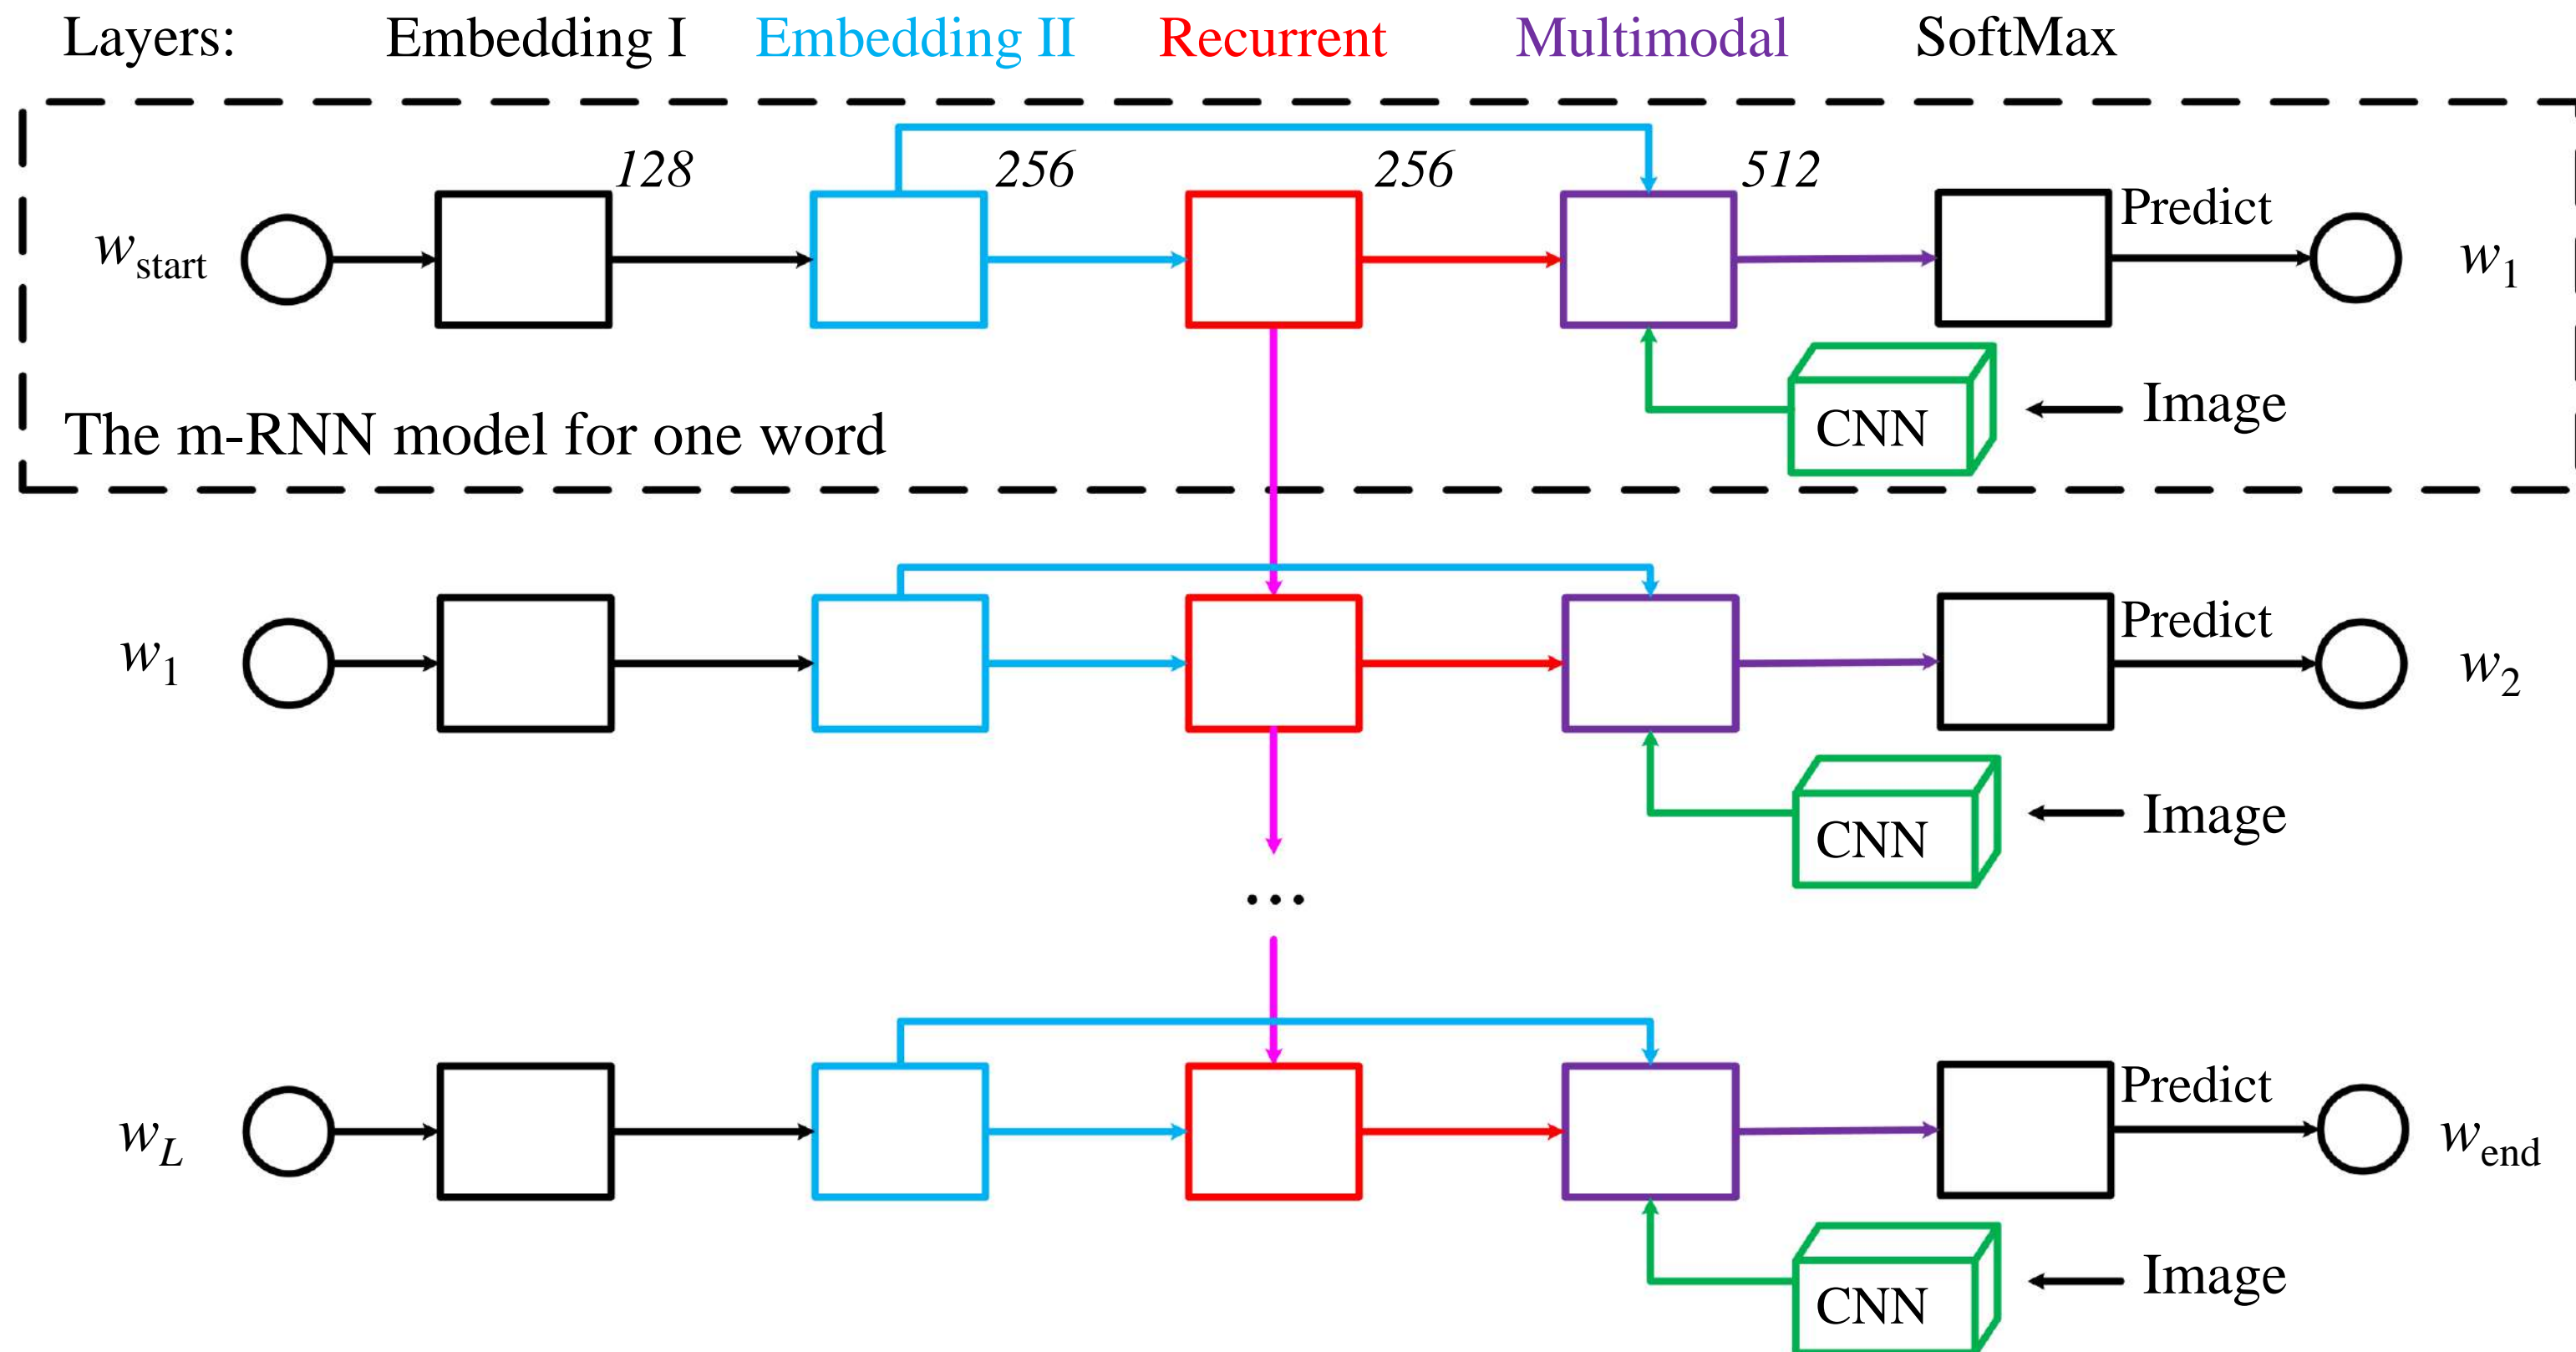 Layers: Embedding I Embedding II Recurrent Multimodal SoftMax
128 256 256 512
w_start Predict w_1
CNN Image
The m-RNN model for one word
w_1 Predict w_2
CNN Image
...
w_L Predict w_end
CNN Image